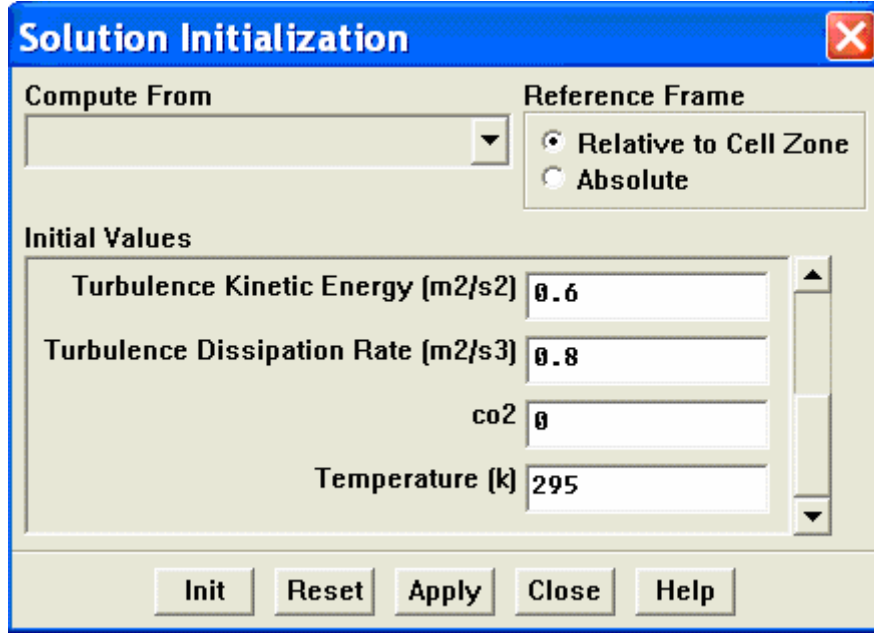 Solution Initialization
Compute From
Reference Frame
Relative to Cell Zone
Absolute
Initial Values
Turbulence Kinetic Energy (m2/s2) 0.6
Turbulence Dissipation Rate (m2/s3) 0.8
co2 0
Temperature (k) 295
Init Reset Apply Close Help